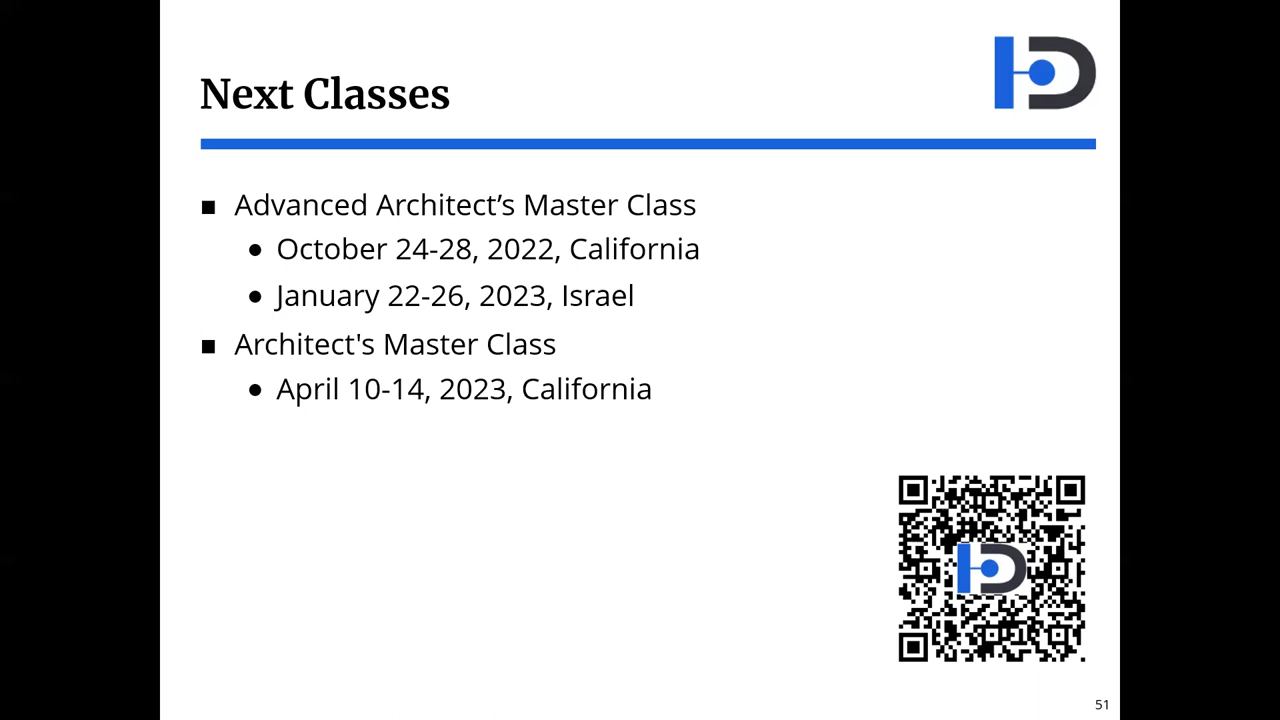 Next Classes
Advanced Architect’s Master Class
October 24-28, 2022, California
January 22-26, 2023, Israel
Architect's Master Class
April 10-14, 2023, California
51